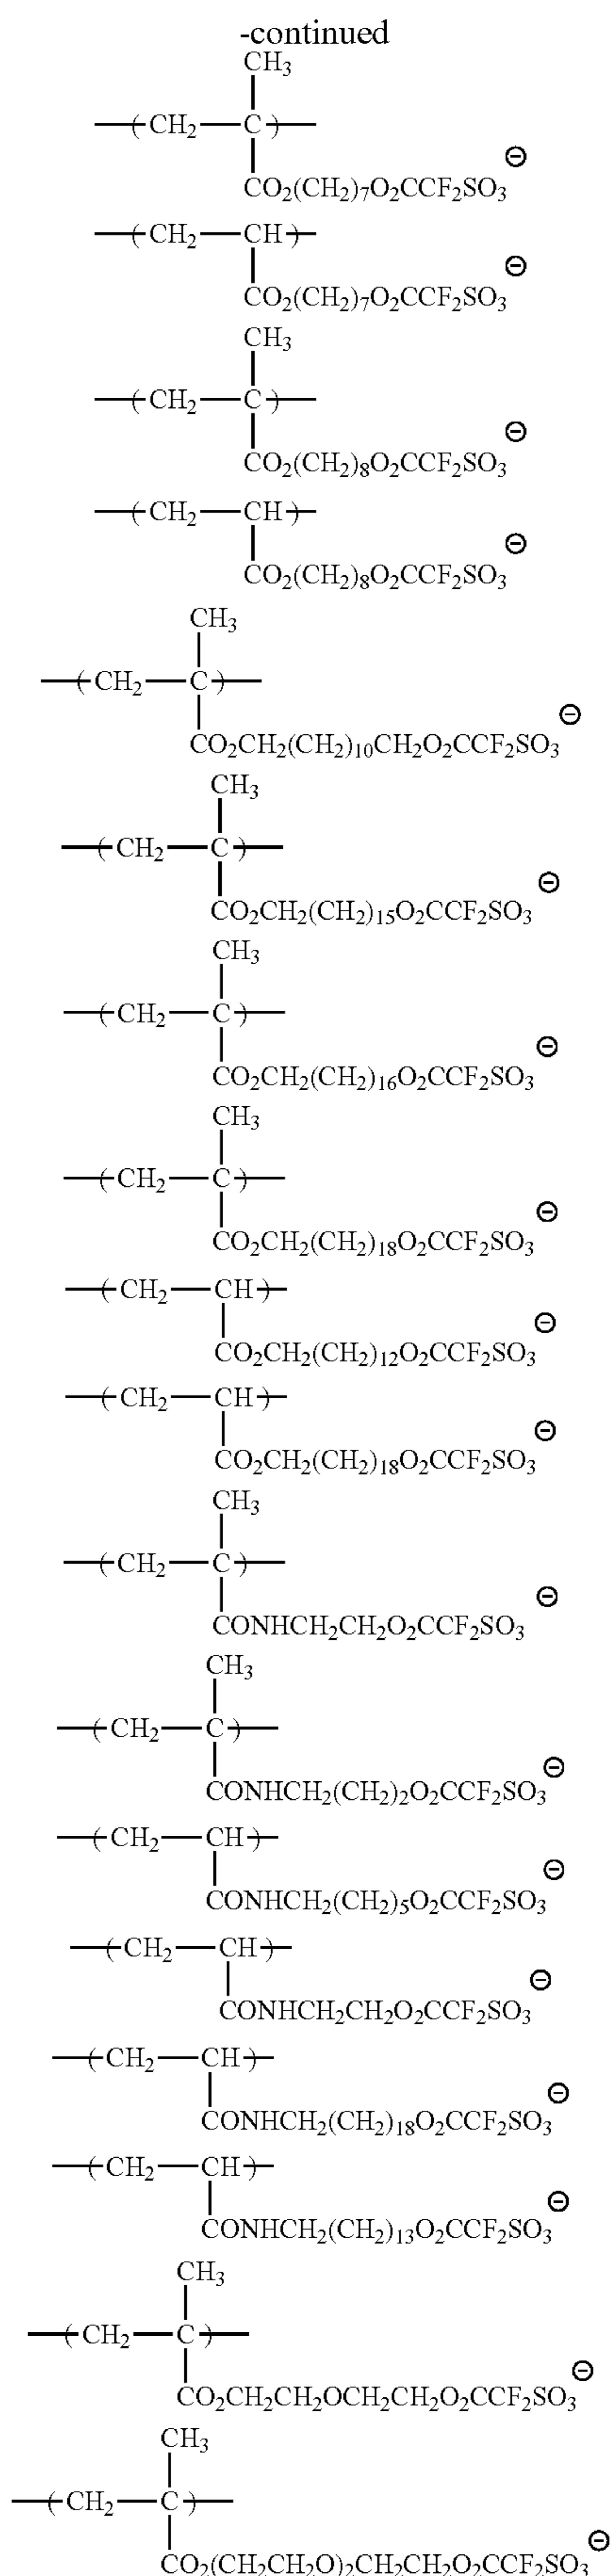 -continued
CH₃
—(CH₂—C)—
CO₂(CH₂)₇O₂CCF₂SO₃ ⊖
—(CH₂—CH)—
CO₂(CH₂)₇O₂CCF₂SO₃ ⊖
CH₃
—(CH₂—C)—
CO₂(CH₂)₈O₂CCF₂SO₃ ⊖
—(CH₂—CH)—
CO₂(CH₂)₈O₂CCF₂SO₃ ⊖
CH₃
—(CH₂—C)—
CO₂CH₂(CH₂)₁₀CH₂O₂CCF₂SO₃ ⊖
CH₃
—(CH₂—C)—
CO₂CH₂(CH₂)₁₅O₂CCF₂SO₃ ⊖
CH₃
—(CH₂—C)—
CO₂CH₂(CH₂)₁₆O₂CCF₂SO₃ ⊖
CH₃
—(CH₂—C)—
CO₂CH₂(CH₂)₁₈O₂CCF₂SO₃ ⊖
—(CH₂—CH)—
CO₂CH₂(CH₂)₁₂O₂CCF₂SO₃ ⊖
—(CH₂—CH)—
CO₂CH₂(CH₂)₁₈O₂CCF₂SO₃ ⊖
CH₃
—(CH₂—C)—
CONHCH₂CH₂O₂CCF₂SO₃ ⊖
CH₃
—(CH₂—C)—
CONHCH₂(CH₂)₂O₂CCF₂SO₃ ⊖
—(CH₂—CH)—
CONHCH₂(CH₂)₅O₂CCF₂SO₃ ⊖
—(CH₂—CH)—
CONHCH₂CH₂O₂CCF₂SO₃ ⊖
—(CH₂—CH)—
CONHCH₂(CH₂)₁₈O₂CCF₂SO₃ ⊖
—(CH₂—CH)—
CONHCH₂(CH₂)₁₃O₂CCF₂SO₃ ⊖
CH₃
—(CH₂—C)—
CO₂CH₂CH₂OCH₂CH₂O₂CCF₂SO₃ ⊖
CH₃
—(CH₂—C)—
CO₂(CH₂CH₂O)₂CH₂CH₂O₂CCF₂SO₃ ⊖